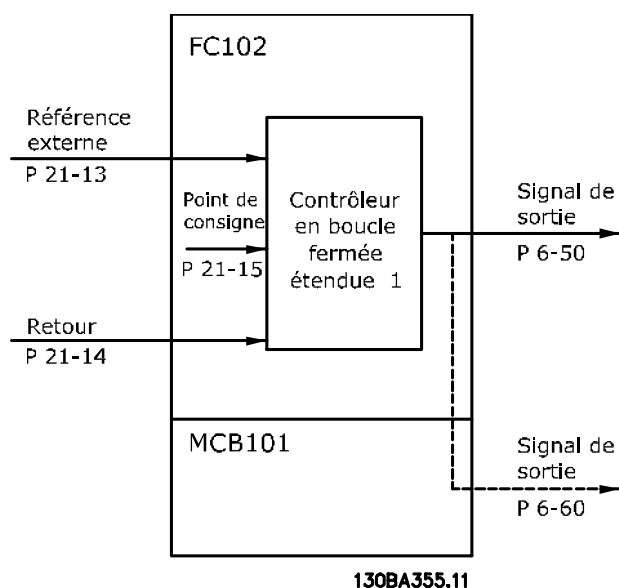 FC102
Référence
externe
P 21-13
Point de
consigne
P 21-15
Contrôleur
en boucle
fermée
étendue 1
Signal de
sortie
P 6-50
Retour
P 21-14
MCB101
Signal de
sortie
P 6-60
130BA355.11